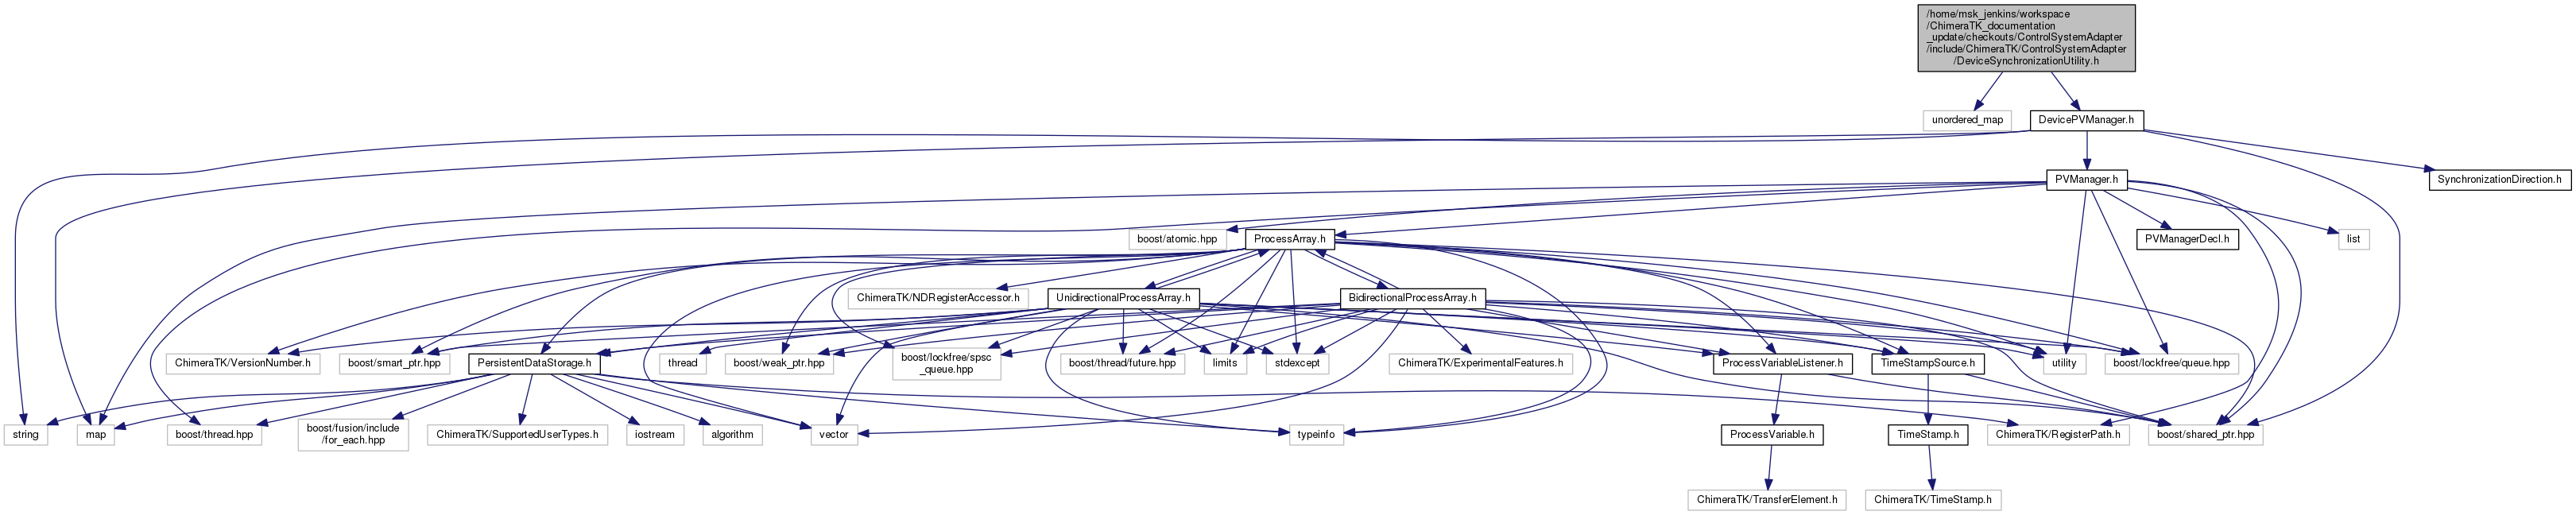 /home/msk_jenkins/workspace
/ChimeraTK_documentation
_update/checkouts/ControlSystemAdapter
/include/ChimeraTK/ControlSystemAdapter
/DeviceSynchronizationUtility.h
unordered_map
DevicePVManager.h
PVManager.h
SynchronizationDirection.h
boost/atomic.hpp
ProcessArray.h
PVManagerDecl.h
list
ChimeraTK/NDRegisterAccessor.h
UnidirectionalProcessArray.h
BidirectionalProcessArray.h
ChimeraTK/VersionNumber.h
boost/smart_ptr.hpp
PersistentDataStorage.h
thread
boost/weak_ptr.hpp
boost/lockfree/spsc
_queue.hpp
boost/thread/future.hpp
limits
stdexcept
ChimeraTK/ExperimentalFeatures.h
ProcessVariableListener.h
TimeStampSource.h
utility
boost/lockfree/queue.hpp
string
map
boost/thread.hpp
boost/fusion/include
/for_each.hpp
ChimeraTK/SupportedUserTypes.h
iostream
algorithm
vector
typeinfo
ProcessVariable.h
TimeStamp.h
ChimeraTK/RegisterPath.h
boost/shared_ptr.hpp
ChimeraTK/TransferElement.h
ChimeraTK/TimeStamp.h